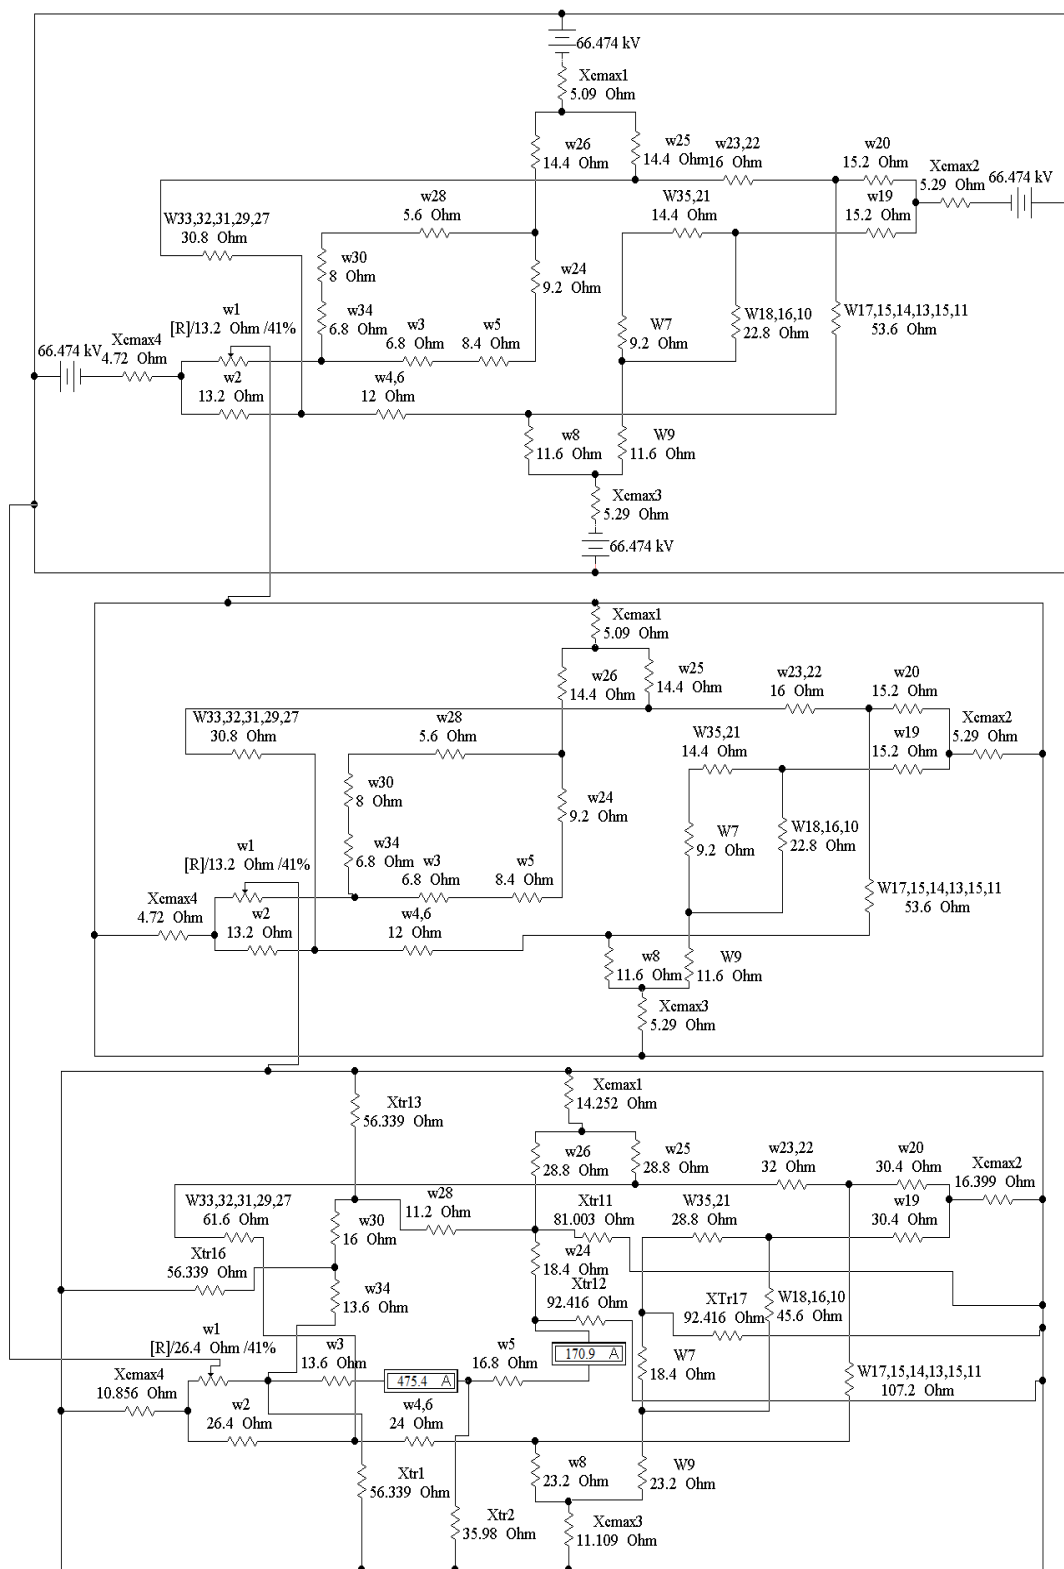 66.474 kV
Xcmax1
5.09 Ohm
w26
14.4 Ohm
w25
14.4 Ohm
w23,22
16 Ohm
w20
15.2 Ohm
Xcmax2
5.29 Ohm
66.474 kV
w19
15.2 Ohm
w28
5.6 Ohm
W35,21
14.4 Ohm
W33,32,31,29,27
30.8 Ohm
w30
8 Ohm
w24
9.2 Ohm
w1
[R]/13.2 Ohm /41%
w34
6.8 Ohm
w3
6.8 Ohm
w5
8.4 Ohm
W7
9.2 Ohm
W18,16,10
22.8 Ohm
W17,15,14,13,15,11
53.6 Ohm
Xcmax4
66.474 kV
4.72 Ohm
w2
13.2 Ohm
w4,6
12 Ohm
w8
11.6 Ohm
W9
11.6 Ohm
Xcmax3
5.29 Ohm
66.474 kV
Xcmax1
5.09 Ohm
w26
14.4 Ohm
w25
14.4 Ohm
w23,22
16 Ohm
w20
15.2 Ohm
Xcmax2
5.29 Ohm
W33,32,31,29,27
30.8 Ohm
w28
5.6 Ohm
W35,21
14.4 Ohm
w19
15.2 Ohm
w30
8 Ohm
w24
9.2 Ohm
W7
9.2 Ohm
W18,16,10
22.8 Ohm
w1
[R]/13.2 Ohm /41%
w34
6.8 Ohm
w3
6.8 Ohm
w5
8.4 Ohm
W17,15,14,13,15,11
53.6 Ohm
Xcmax4
4.72 Ohm
w2
13.2 Ohm
w4,6
12 Ohm
w8
11.6 Ohm
W9
11.6 Ohm
Xcmax3
5.29 Ohm
Xtr13
56.339 Ohm
Xcmax1
14.252 Ohm
w26
28.8 Ohm
w25
28.8 Ohm
w23,22
32 Ohm
w20
30.4 Ohm
Xcmax2
16.399 Ohm
W33,32,31,29,27
61.6 Ohm
w28
11.2 Ohm
Xtr11
81.003 Ohm
W35,21
28.8 Ohm
w19
30.4 Ohm
w30
16 Ohm
Xtr16
56.339 Ohm
w24
18.4 Ohm
Xtr12
92.416 Ohm
w34
13.6 Ohm
XTr17
92.416 Ohm
W18,16,10
45.6 Ohm
w1
[R]/26.4 Ohm /41%
w3
13.6 Ohm
475.4 A
w5
16.8 Ohm
170.9 A
W7
18.4 Ohm
W17,15,14,13,15,11
107.2 Ohm
Xcmax4
10.856 Ohm
w2
26.4 Ohm
w4,6
24 Ohm
w8
23.2 Ohm
W9
23.2 Ohm
Xtr1
56.339 Ohm
Xtr2
35.98 Ohm
Xcmax3
11.109 Ohm